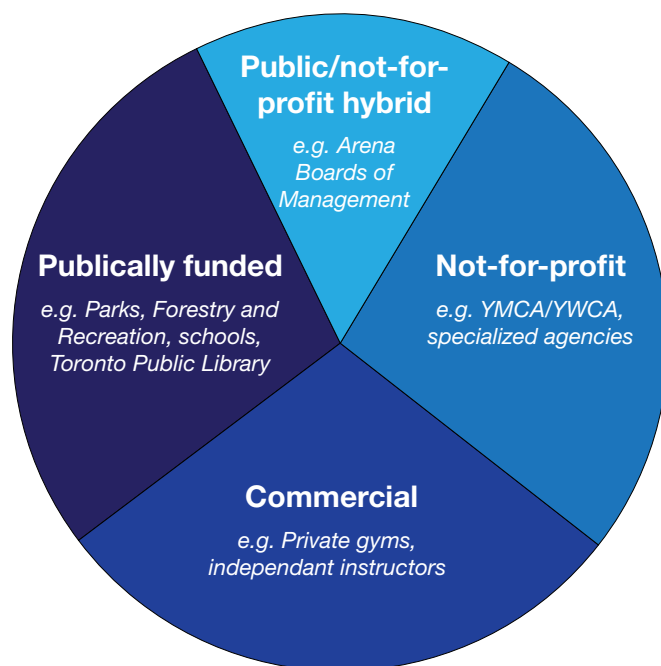 Public/not-for-
profit hybrid
e.g. Arena
Boards of
Management
Publically funded
e.g. Parks, Forestry and
Recreation, schools,
Toronto Public Library
Not-for-profit
e.g. YMCA/YWCA,
specialized agencies
Commercial
e.g. Private gyms,
independant instructors